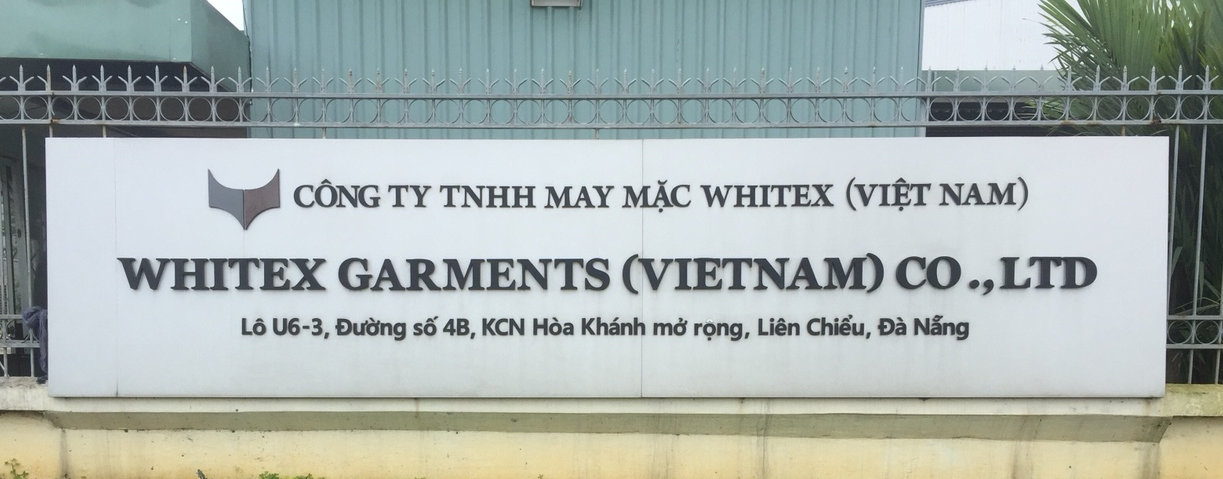 CÔNG TY TNHH MAY MẶC WHITEX (VIỆT NAM)
WHITEX GARMENTS (VIETNAM) CO.,LTD
Lô U6-3, Đường số 4B, KCN Hòa Khánh mở rọng, Liên Chiểu, Đà Nẵng